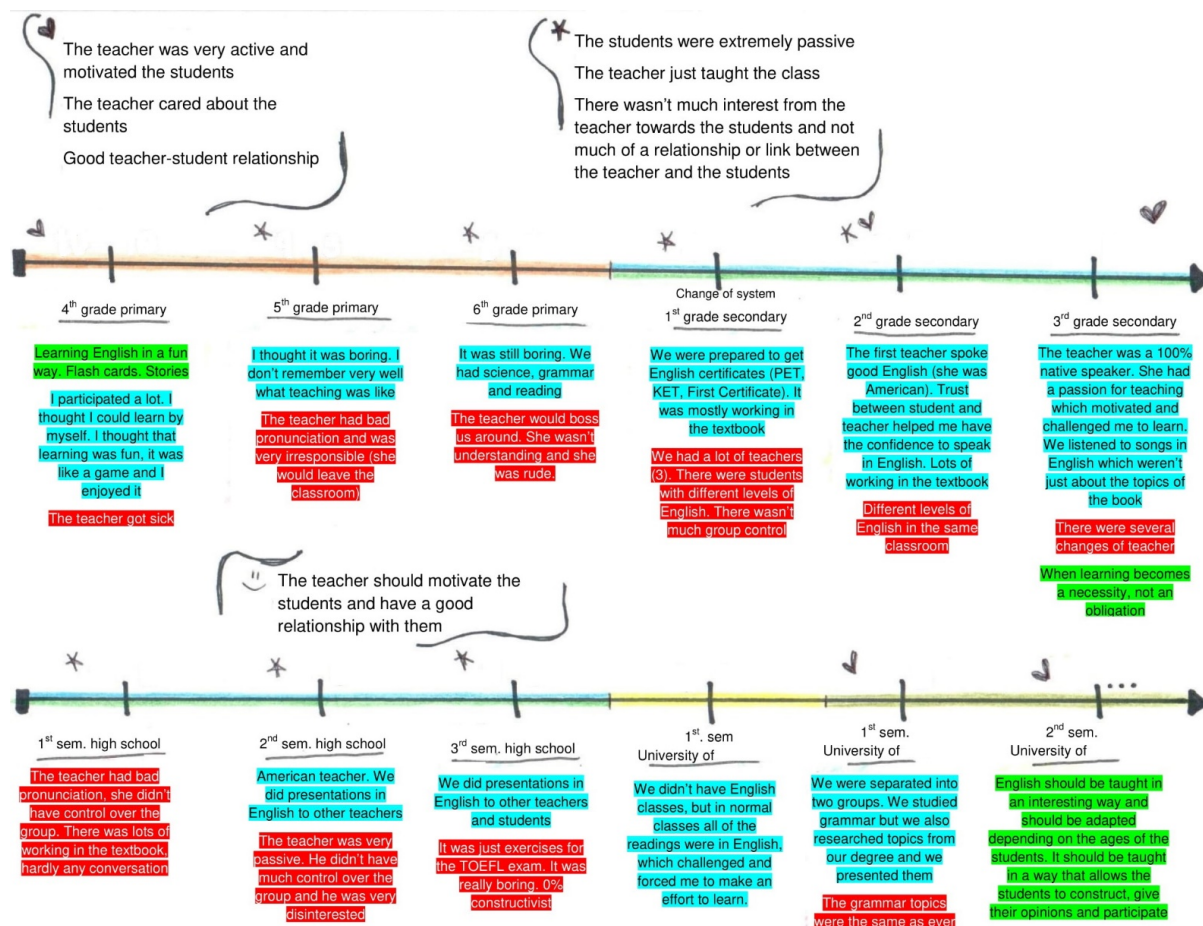 The teacher was very active and
motivated the students
The teacher cared about the
students
Good teacher-student relationship
The students were extremely passive
The teacher just taught the class
There wasn't much interest from the
teacher towards the students and not
much of a relationship or link between
the teacher and the students
4th grade primary
Learning English in a fun
way. Flash cards. Stories
I participated a lot. I
thought I could learn by
myself. I thought that
learning was fun, it was
like a game and I
enjoyed it
The teacher got sick
5th grade primary
I thought it was boring. I
don't remember very well
what teaching was like
The teacher had bad
pronunciation and was
very irresponsible (she
would leave the
classroom)
6th grade primary
It was still boring. We
had science, grammar
and reading
The teacher would boss
us around. She wasn't
understanding and she
was rude.
Change of system
1st grade secondary
We were prepared to get
English certificates (PET,
KET, First Certificate). It
was mostly working in
the textbook
We had a lot of teachers
(3). There were students
with different levels of
English. There wasn't
much group control
2nd grade secondary
The first teacher spoke
good English (she was
American). Trust
between student and
teacher helped me have
the confidence to speak
in English. Lots of
working in the textbook
Different levels of
English in the same
classroom
3rd grade secondary
The teacher was a 100%
native speaker. She had
a passion for teaching
which motivated and
challenged me to learn.
We listened to songs in
English which weren't
just about the topics of
the book
There were several
changes of teacher
When learning becomes
a necessity, not an
obligation
The teacher should motivate the
students and have a good
relationship with them
1st sem. high school
The teacher had bad
pronunciation, she didn't
have control over the
group. There was lots of
working in the textbook,
hardly any conversation
2nd sem. high school
American teacher. We
did presentations in
English to other teachers
The teacher was very
passive. He didn't have
much control over the
group and he was very
disinterested
3rd sem. high school
We did presentations in
English to other teachers
and students
It was just exercises for
the TOEFL exam. It was
really boring. 0%
constructivist
1st. sem
University of
We didn't have English
classes, but in normal
classes all of the
readings were in English,
which challenged and
forced me to make an
effort to learn.
1st sem.
University of
We were separated into
two groups. We studied
grammar but we also
researched topics from
our degree and we
presented them
The grammar topics
were the same as ever
2nd sem.
University of
English should be taught in
an interesting way and
should be adapted
depending on the ages of the
students. It should be taught
in a way that allows the
students to construct, give
their opinions and participate